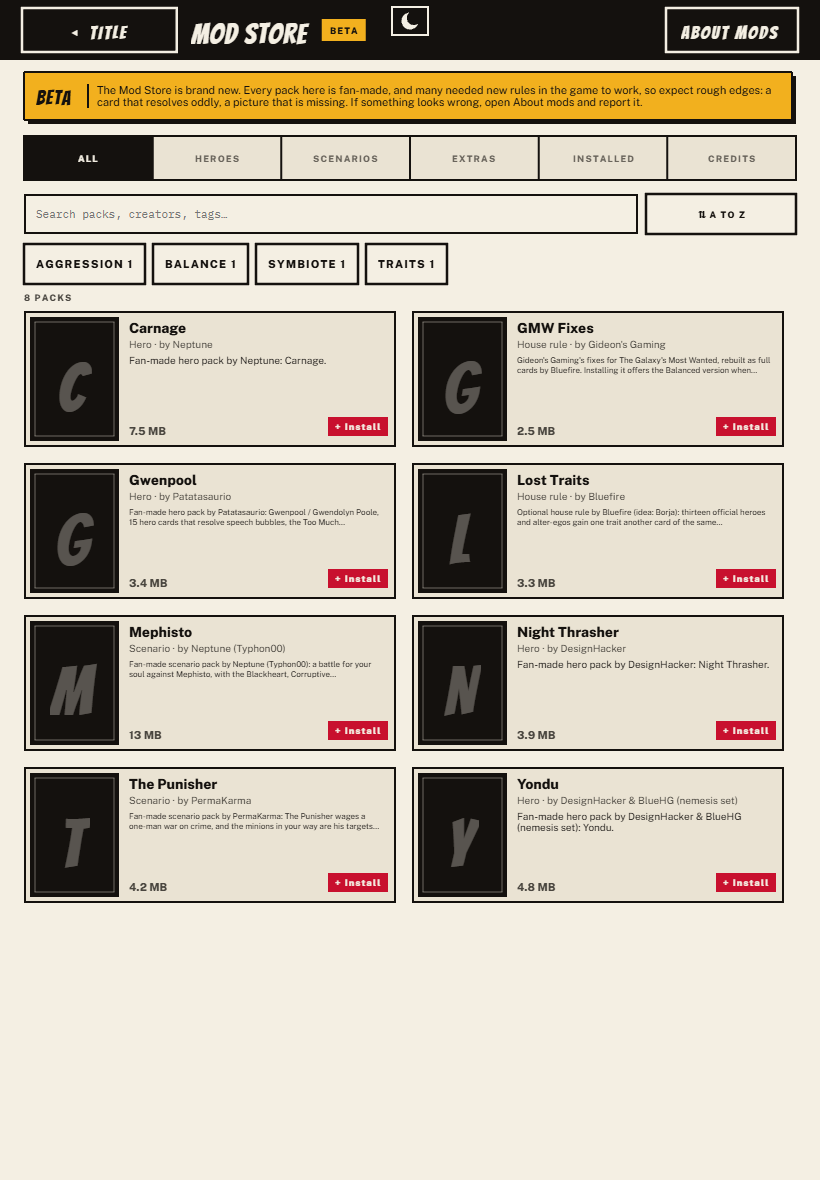 ◂ TITLE
MOD STORE
BETA
ABOUT MODS
BETA
The Mod Store is brand new. Every pack here is fan-made, and many needed new rules in the game to work, so expect rough edges: a
card that resolves oddly, a picture that is missing. If something looks wrong, open About mods and report it.
ALL
HEROES
SCENARIOS
EXTRAS
INSTALLED
CREDITS
Search packs, creators, tags…
⇅ A TO Z
AGGRESSION 1
BALANCE 1
SYMBIOTE 1
TRAITS 1
8 PACKS
C
Carnage
Hero · by Neptune
Fan-made hero pack by Neptune: Carnage.
7.5 MB
+ Install
G
GMW Fixes
House rule · by Gideon's Gaming
Gideon's Gaming's fixes for The Galaxy's Most Wanted, rebuilt as full
cards by Bluefire. Installing it offers the Balanced version when…
2.5 MB
+ Install
G
Gwenpool
Hero · by Patatasaurio
Fan-made hero pack by Patatasaurio: Gwenpool / Gwendolyn Poole,
15 hero cards that resolve speech bubbles, the Too Much…
3.4 MB
+ Install
L
Lost Traits
House rule · by Bluefire
Optional house rule by Bluefire (idea: Borja): thirteen official heroes
and alter-egos gain one trait another card of the same…
3.3 MB
+ Install
M
Mephisto
Scenario · by Neptune (Typhon00)
Fan-made scenario pack by Neptune (Typhon00): a battle for your
soul against Mephisto, with the Blackheart, Corruptive…
13 MB
+ Install
N
Night Thrasher
Hero · by DesignHacker
Fan-made hero pack by DesignHacker: Night Thrasher.
3.9 MB
+ Install
T
The Punisher
Scenario · by PermaKarma
Fan-made scenario pack by PermaKarma: The Punisher wages a
one-man war on crime, and the minions in your way are his targets…
4.2 MB
+ Install
Y
Yondu
Hero · by DesignHacker & BlueHG (nemesis set)
Fan-made hero pack by DesignHacker & BlueHG
(nemesis set): Yondu.
4.8 MB
+ Install